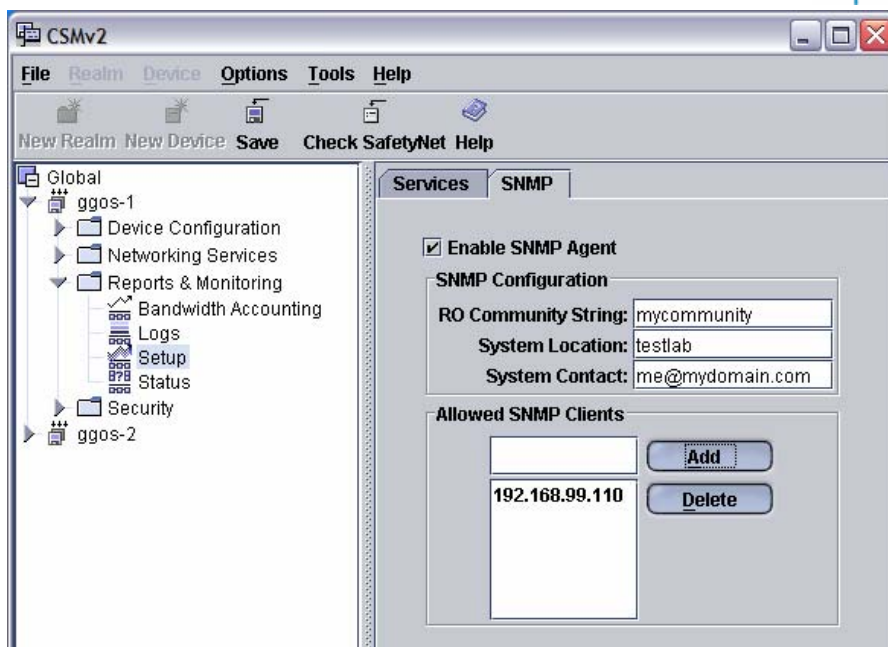 CSMv2
File Realm Device Options Tools Help
New Realm New Device Save Check SafetyNet Help
Global
ggos-1
Device Configuration
Networking Services
Reports & Monitoring
Bandwidth Accounting
Logs
Setup
Status
Security
ggos-2
Services SNMP
Enable SNMP Agent
SNMP Configuration
RO Community String: mycommunity
System Location: testlab
System Contact: me@mydomain.com
Allowed SNMP Clients
Add
192.168.99.110 Delete